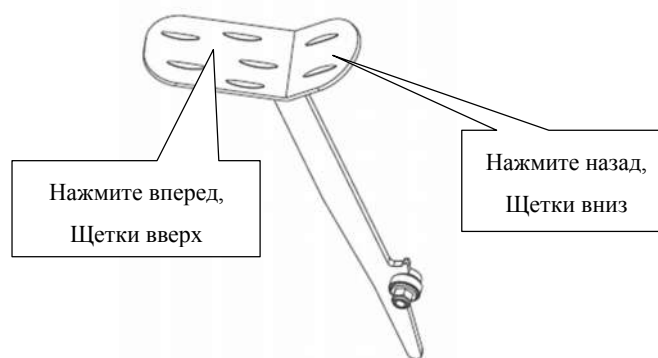 Нажмите вперед,
Щетки вверх
Нажмите назад,
Щетки вниз